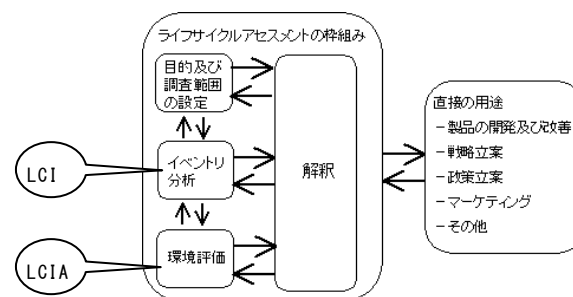 ライフサイクルアセスメントの枠組み
目的及び
調査範囲
の設定
イベントリ
分析
環境評価
解釈
LCI
LCIA
直接の用途
－製品の開発及び改善
－戦略立案
－政策立案
－マーケティング
－その他